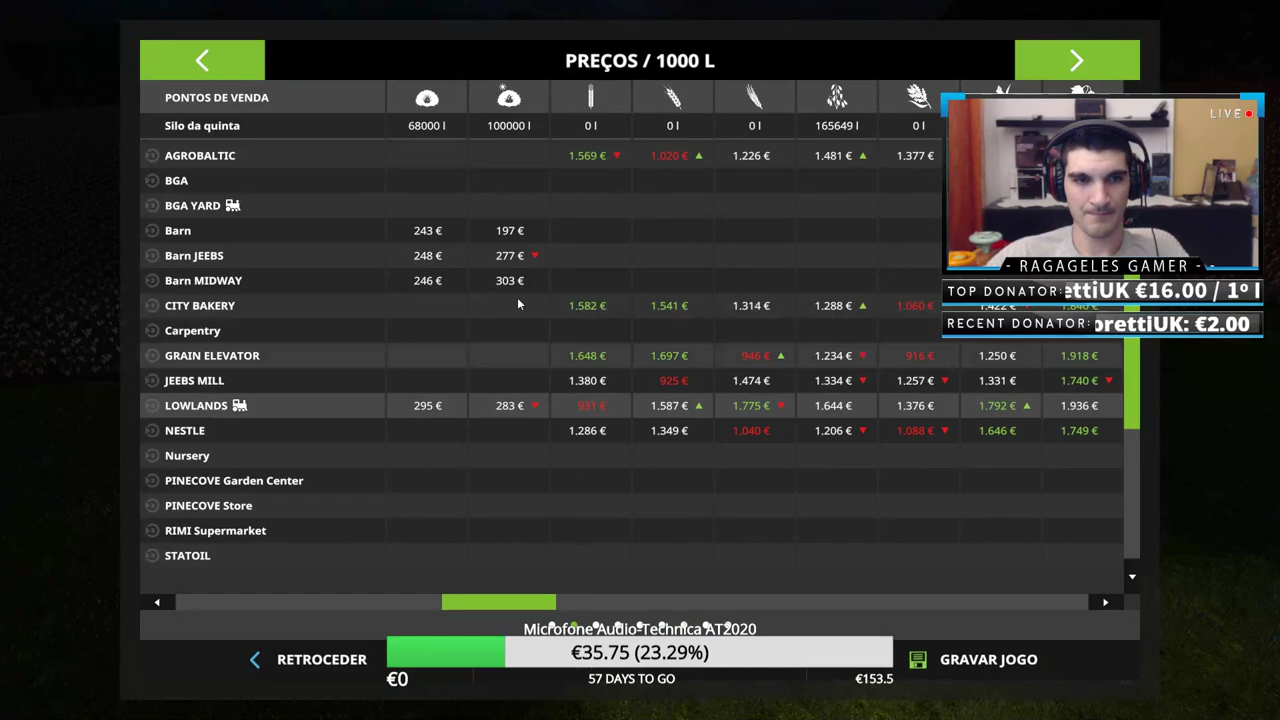 PREÇOS / 1000 L
PONTOS DE VENDA
Silo da quinta 68000 l 100000 l 0 l 0 l 0 l 165649 l 0 l
LIVE
AGROBALTIC 1.569 € 1.020 € 1.226 € 1.481 € 1.377 €
BGA
BGA YARD
Barn 243 € 197 €
Barn JEEBS 248 € 277 €
Barn MIDWAY 246 € 303 €
- RAGAGELES GAMER -
TOP DONATOR: ettiUK €16.00 / 1º
CITY BAKERY 1.582 € 1.541 € 1.314 € 1.288 € 1.060 €
RECENT DONATOR: orettiUK: €2.00
Carpentry
GRAIN ELEVATOR 1.648 € 1.697 € 946 € 1.234 € 916 € 1.250 € 1.918 €
JEEBS MILL 1.380 € 925 € 1.474 € 1.334 € 1.257 € 1.331 € 1.740 €
LOWLANDS 295 € 283 € 931 € 1.587 € 1.775 € 1.644 € 1.376 € 1.792 € 1.936 €
NESTLE 1.286 € 1.349 € 1.040 € 1.206 € 1.088 € 1.646 € 1.749 €
Nursery
PINECOVE Garden Center
PINECOVE Store
RIMI Supermarket
STATOIL
Microfone Audio-Technica AT2020
RETROCEDER €35.75 (23.29%) GRAVAR JOGO
€0 57 DAYS TO GO €153.5